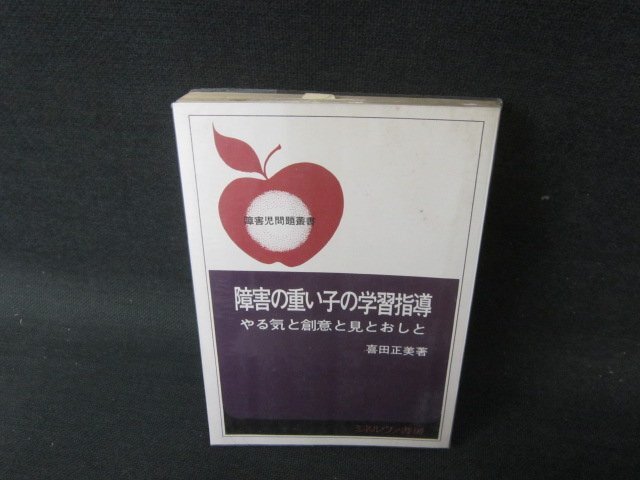 障害児問題叢書
障害の重い子の学習指導
やる気と創意と見とおしと
喜田正美著
ミネルヴァ書房